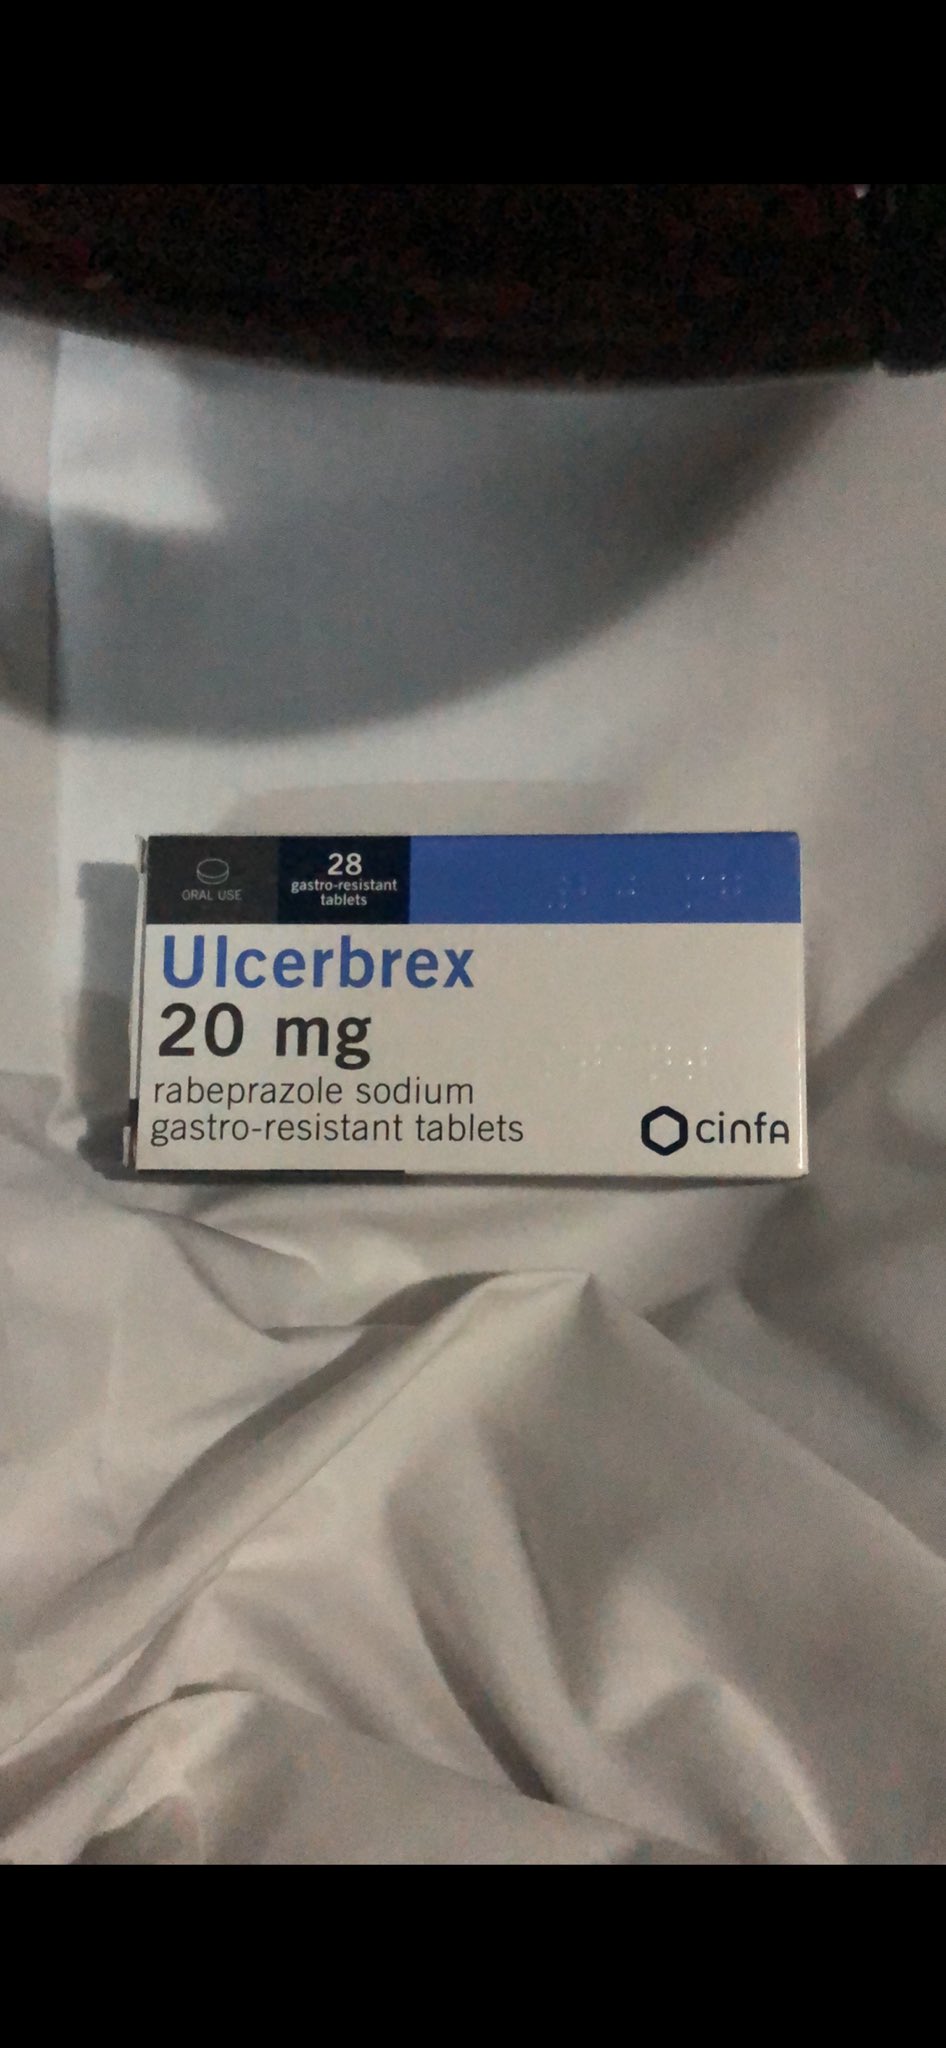 ORAL USE
28
gastro-resistant
tablets
Ulcerbrex
20 mg
rabeprazole sodium
gastro-resistant tablets
cinfa